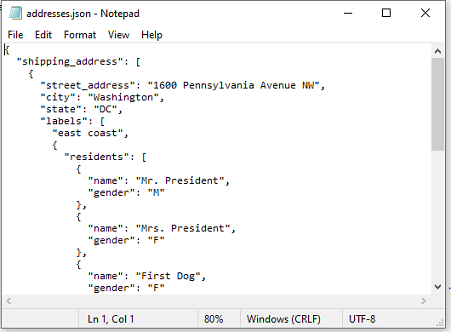 addresses.json - Notepad
File Edit Format View Help
{
  "shipping_address": [
    {
      "street_address": "1600 Pennsylvania Avenue NW",
      "city": "Washington",
      "state": "DC",
      "labels": [
        "east coast",
        {
          "residents": [
            {
              "name": "Mr. President",
              "gender": "M"
            },
            {
              "name": "Mrs. President",
              "gender": "F"
            },
            {
              "name": "First Dog",
              "gender": "F"
Ln 1, Col 1 80% Windows (CRLF) UTF-8